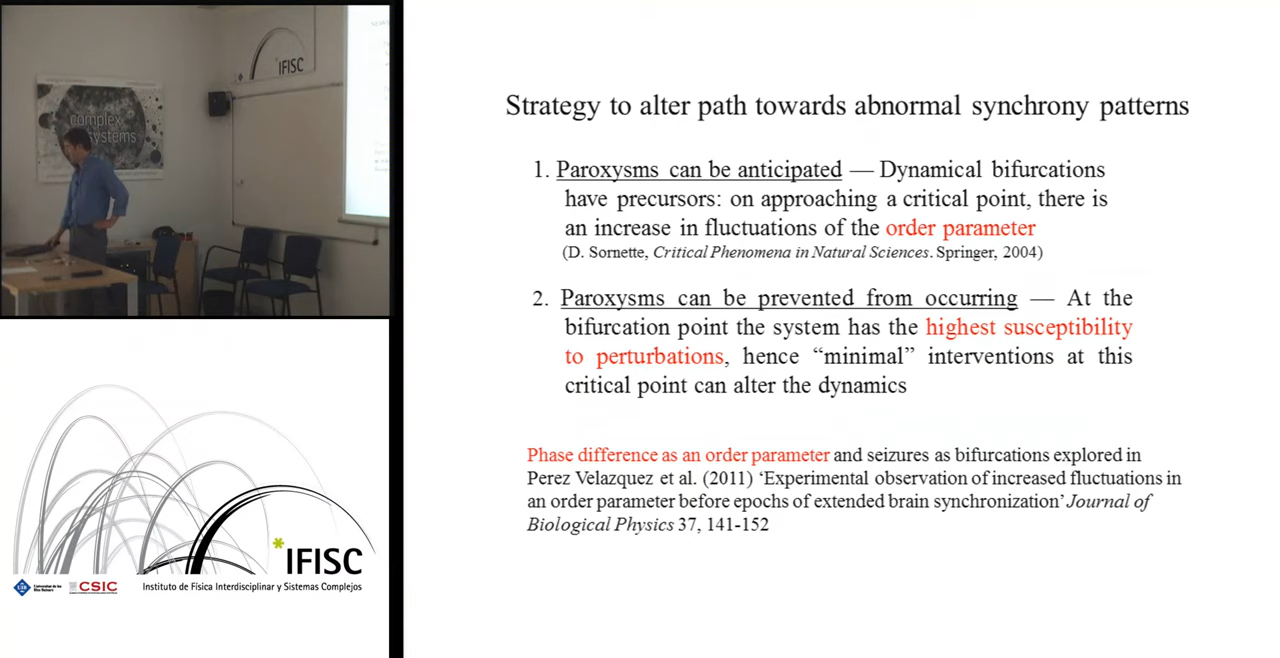 IFISC
complex
systems
IFISC
CSIC
Instituto de Física Interdisciplinar y Sistemas Complejos
Strategy to alter path towards abnormal synchrony patterns
1. Paroxysms can be anticipated — Dynamical bifurcations
have precursors: on approaching a critical point, there is
an increase in fluctuations of the order parameter
(D. Sornette, Critical Phenomena in Natural Sciences. Springer, 2004)
2. Paroxysms can be prevented from occurring — At the
bifurcation point the system has the highest susceptibility
to perturbations, hence “minimal” interventions at this
critical point can alter the dynamics
Phase difference as an order parameter and seizures as bifurcations explored in
Perez Velazquez et al. (2011) ‘Experimental observation of increased fluctuations in
an order parameter before epochs of extended brain synchronization’ Journal of
Biological Physics 37, 141-152